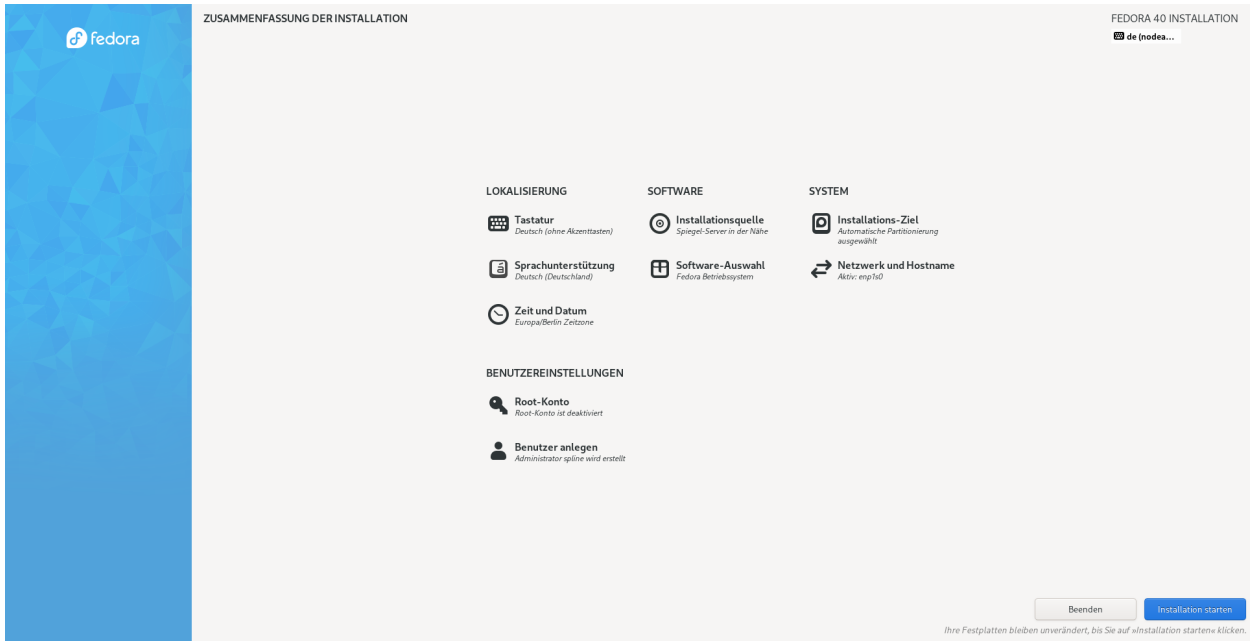 fedora
ZUSAMMENFASSUNG DER INSTALLATION
FEDORA 40 INSTALLATION
de (nodea...
LOKALISIERUNG
Tastatur
Deutsch (ohne Akzenttasten)
Sprachunterstützung
Deutsch (Deutschland)
Zeit und Datum
Europa/Berlin Zeitzone
SOFTWARE
Installationsquelle
Spiegel-Server in der Nähe
Software-Auswahl
Fedora Betriebssystem
SYSTEM
Installations-Ziel
Automatische Partitionierung
ausgewählt
Netzwerk und Hostname
Aktiv: enp1s0
BENUTZEREINSTELLUNGEN
Root-Konto
Root-Konto ist deaktiviert
Benutzer anlegen
Administrator spline wird erstellt
Beenden
Installation starten
Ihre Festplatten bleiben unverändert, bis Sie auf »Installation starten« klicken.